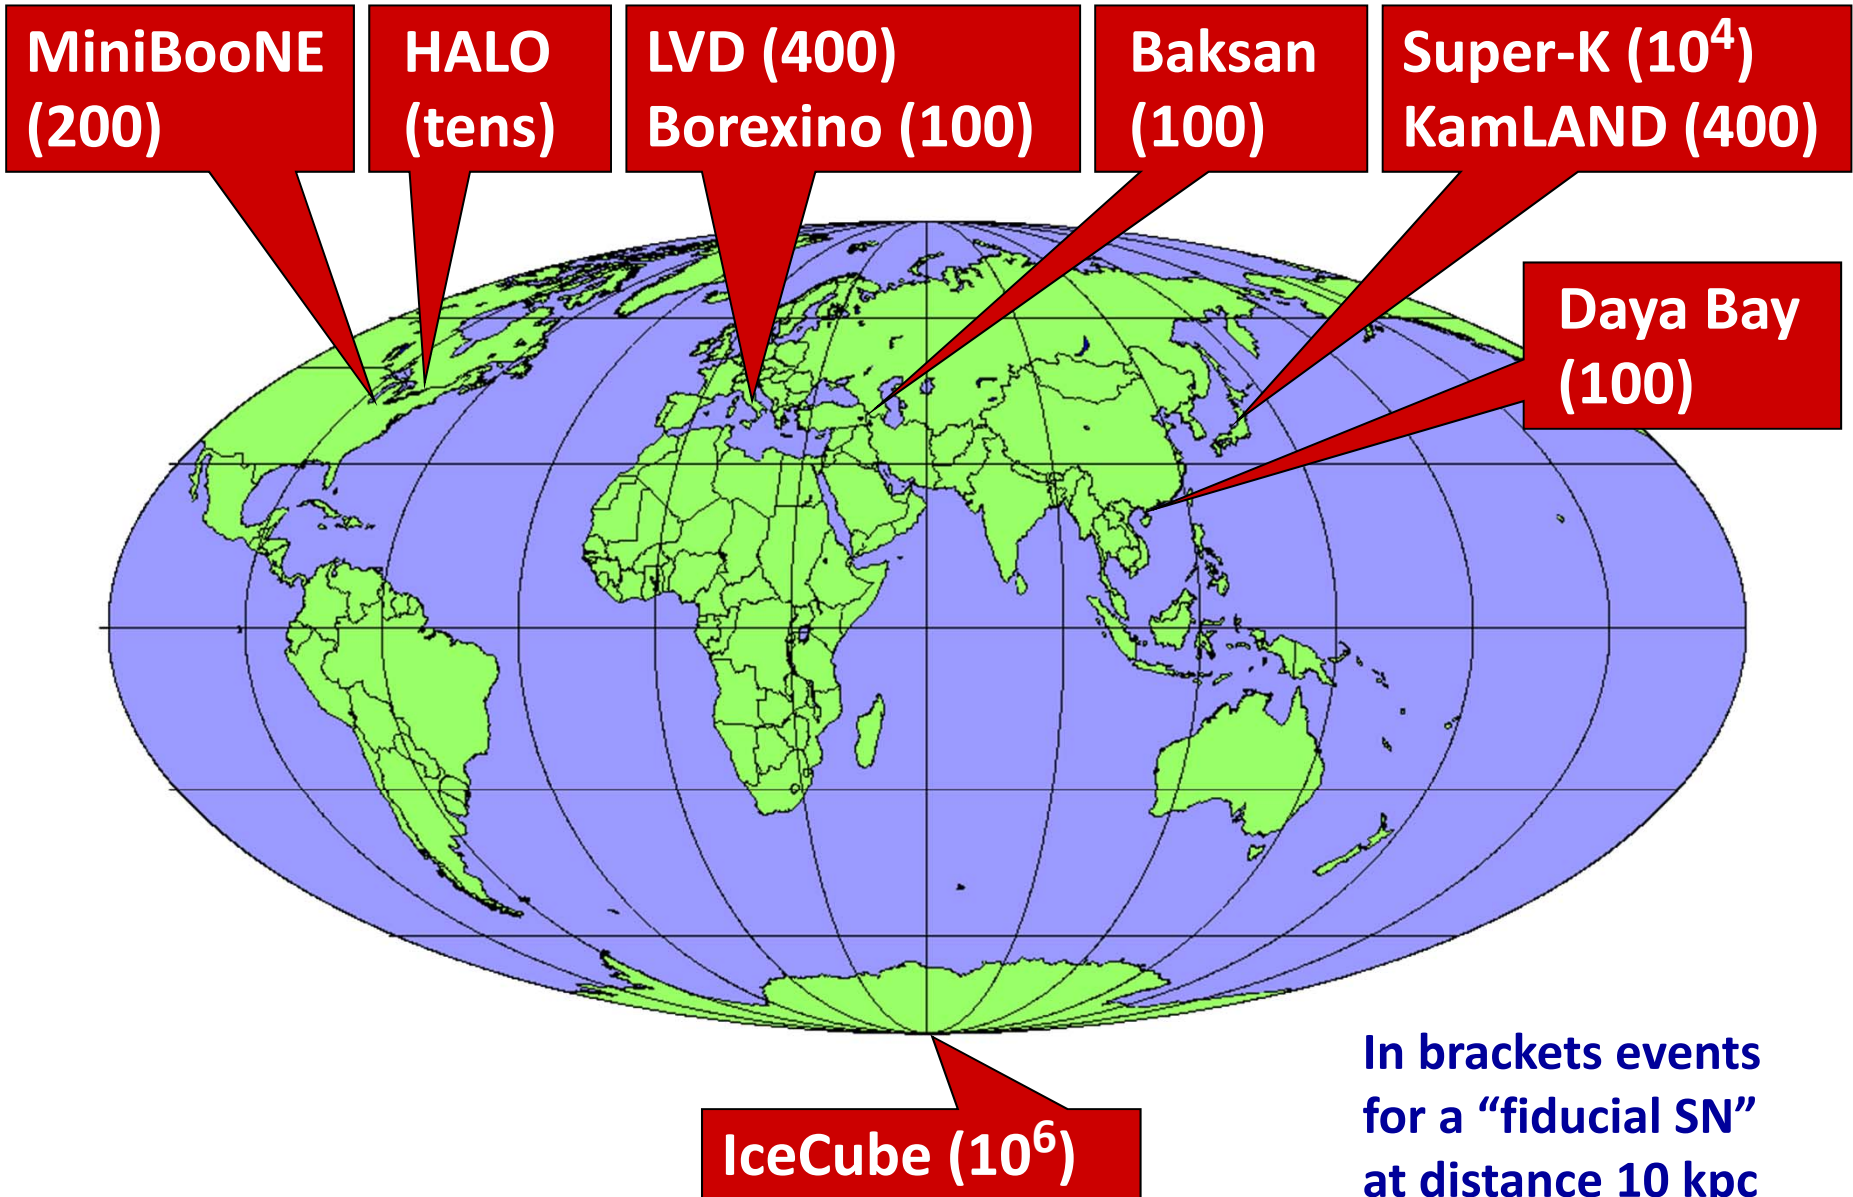 MiniBooNE
(200)
HALO
(tens)
LVD (400)
Borexino (100)
Baksan
(100)
Super-K (10⁴)
KamLAND (400)
Daya Bay
(100)
IceCube (10⁶)
In brackets events
for a “fiducial SN”
at distance 10 kpc